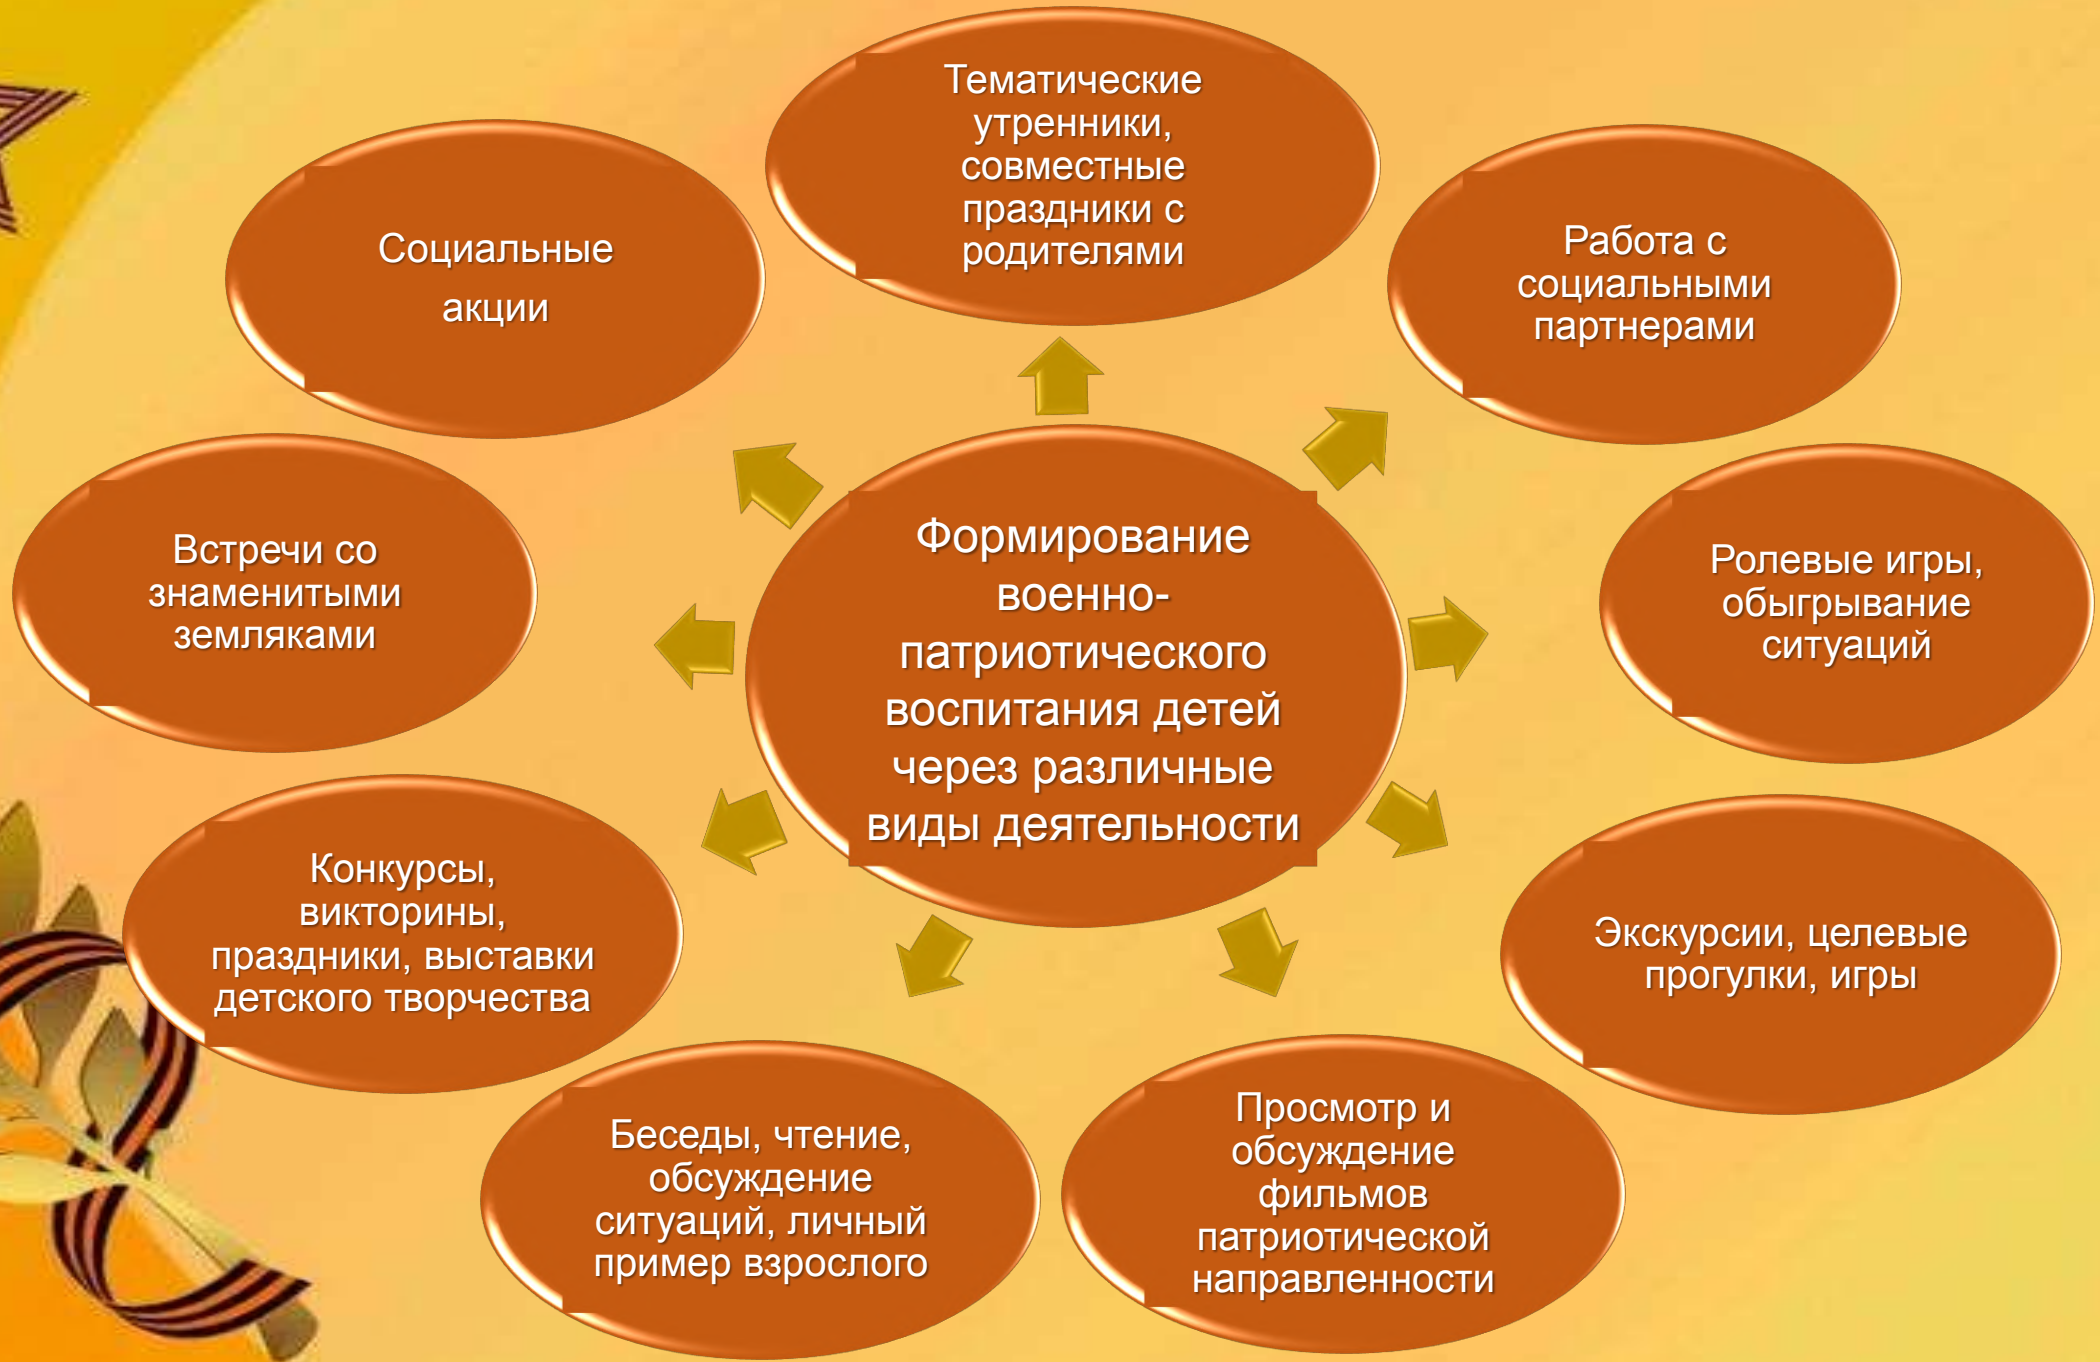 Тематические
утренники,
совместные
праздники с
родителями
Социальные
акции
Работа с
социальными
партнерами
Встречи со
знаменитыми
земляками
Формирование
военно-
патриотического
воспитания детей
через различные
виды деятельности
Ролевые игры,
обыгрывание
ситуаций
Конкурсы,
викторины,
праздники, выставки
детского творчества
Экскурсии, целевые
прогулки, игры
Беседы, чтение,
обсуждение
ситуаций, личный
пример взрослого
Просмотр и
обсуждение
фильмов
патриотической
направленности